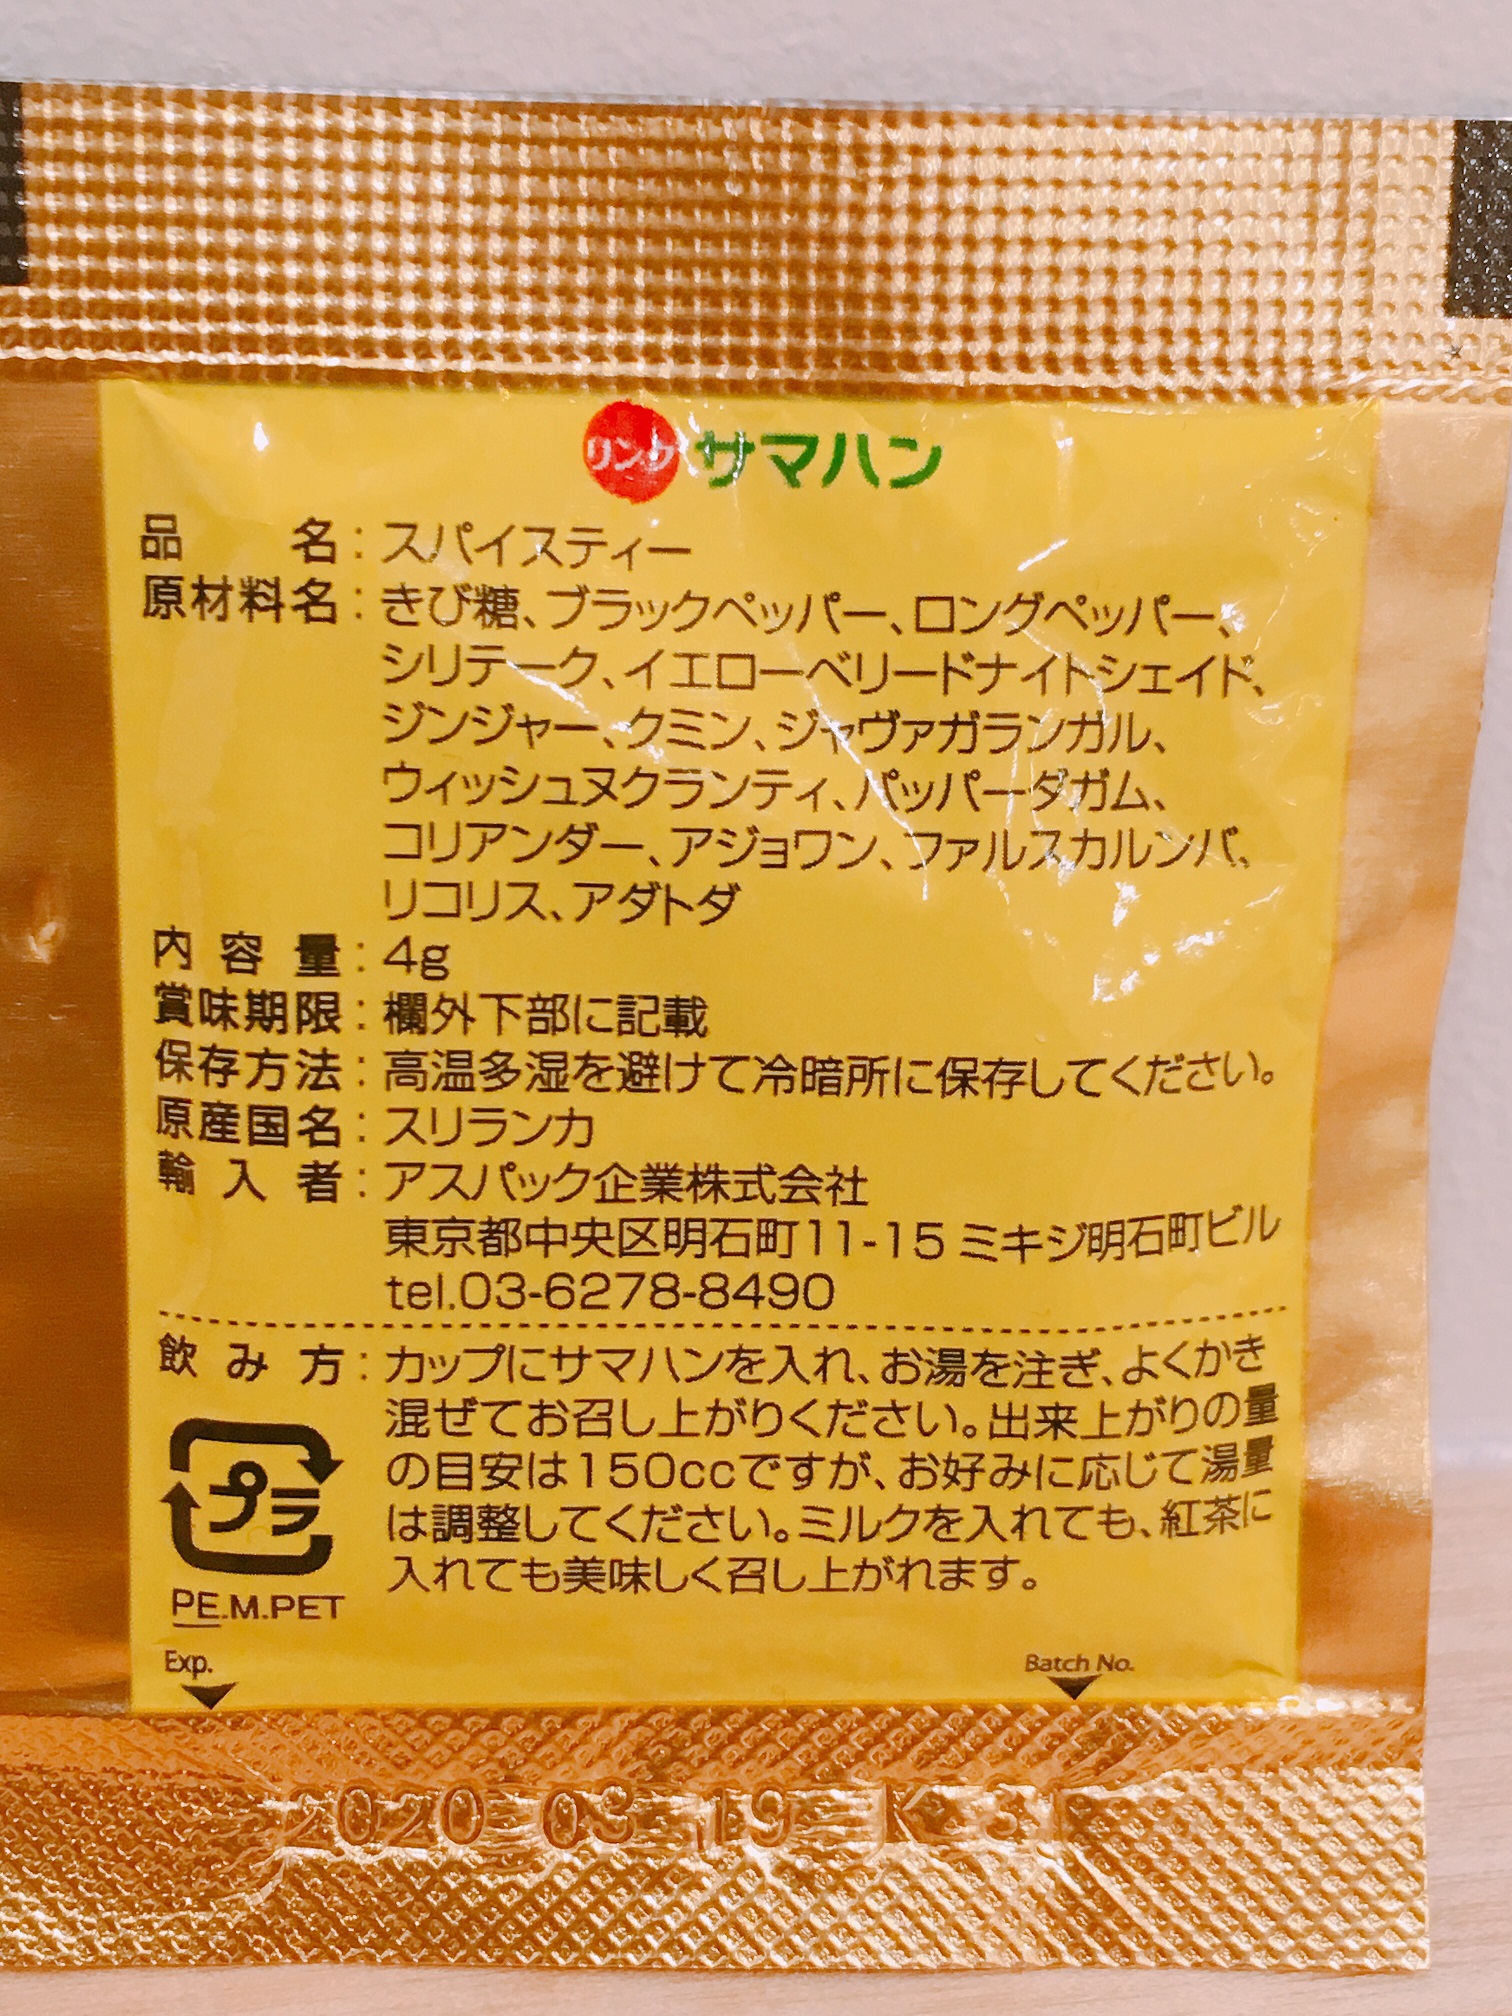 リンク サマハン
品名：スパイスティー
原材料名：きび糖、ブラックペッパー、ロングペッパー、
シリテーク、イエローベリードナイトシェイド、
ジンジャー、クミン、ジャヴァガランガル、
ウィッシュヌクランティ、パッパーダガム、
コリアンダー、アジョワン、ファルスカルンバ、
リコリス、アダトダ
内容量：4g
賞味期限：欄外下部に記載
保存方法：高温多湿を避けて冷暗所に保存してください。
原産国名：スリランカ
輸入者：アスパック企業株式会社
東京都中央区明石町11-15 ミキジ明石町ビル
tel.03-6278-8490
飲み方：カップにサマハンを入れ、お湯を注ぎ、よくかき
混ぜてお召し上がりください。出来上がりの量
の目安は150ccですが、お好みに応じて湯量
は調整してください。ミルクを入れても、紅茶に
入れても美味しく召し上がれます。
プラ
PE.M.PET
Exp. Batch No.
2020 03 19 K 31